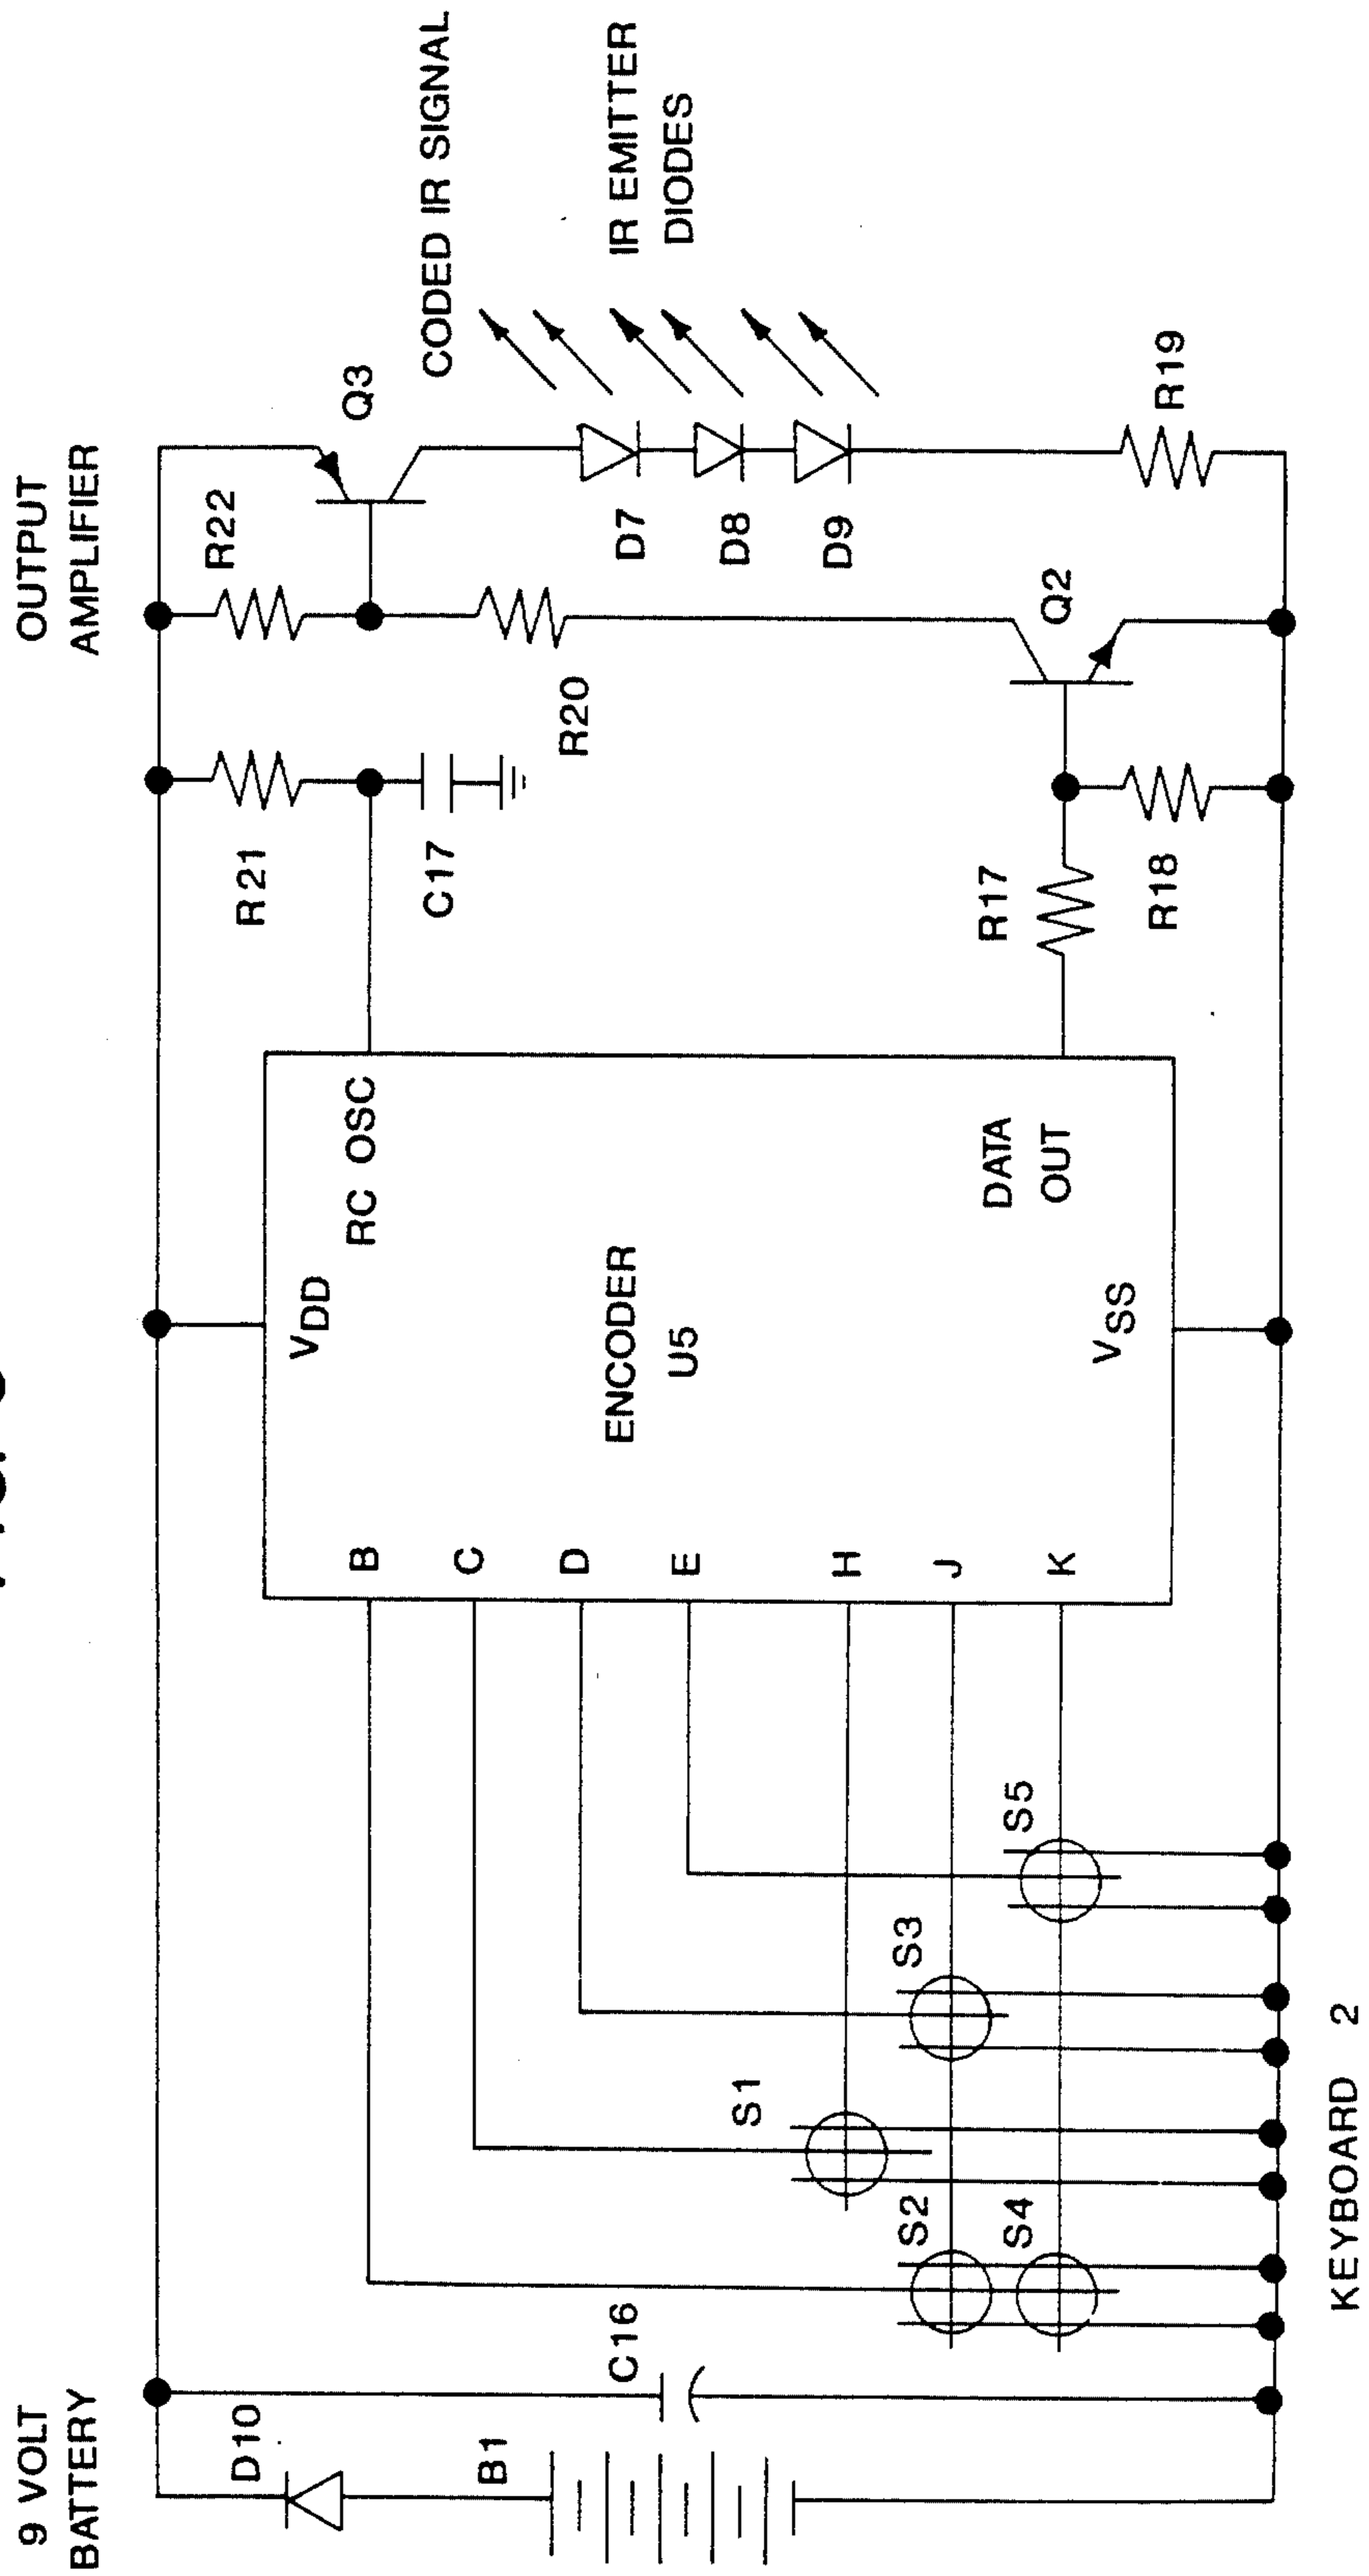 9 VOLT
BATTERY
OUTPUT
AMPLIFIER
D10
B1
C16
B
C
D
E
H
J
K
VDD
RC OSC
ENCODER
U5
DATA
OUT
VSS
S1
S2
S3
S4
S5
R21
C17
R22
Q3
R20
R17
R18
Q2
D7
D8
D9
R19
CODED IR SIGNAL
IR EMITTER
DIODES
KEYBOARD 2